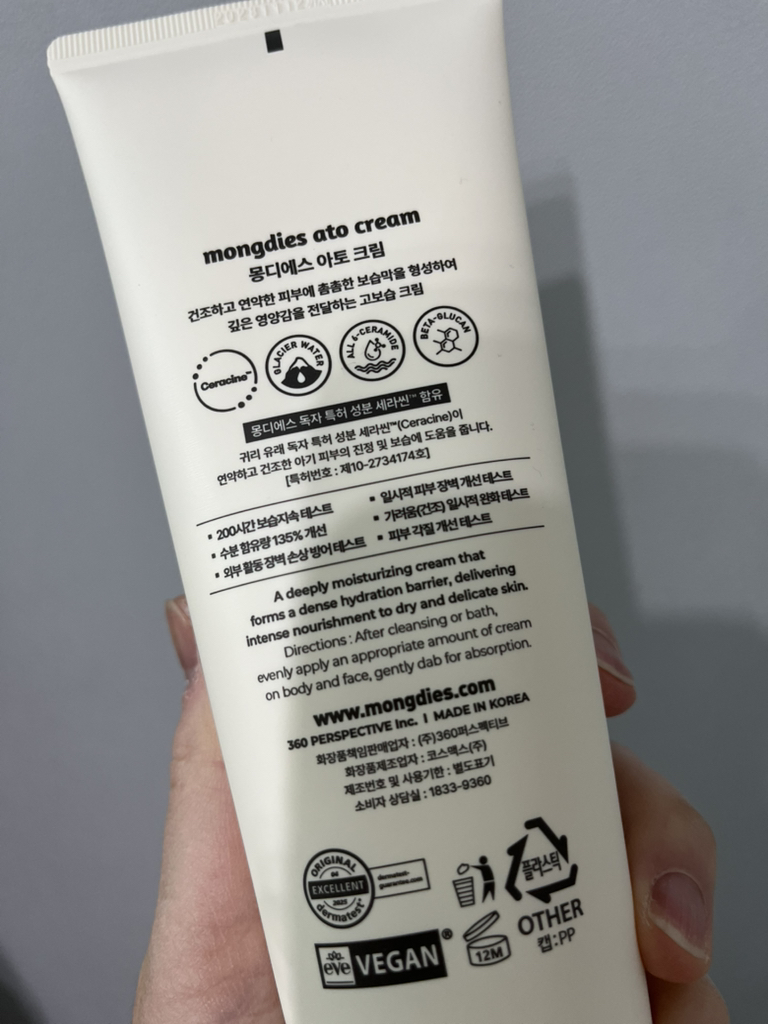 mongdies ato cream
몽디에스 아토 크림
건조하고 연약한 피부에 촘촘한 보습막을 형성하여
깊은 영양감을 전달하는 고보습 크림
Ceracine™
GLACIER WATER
ALL 6-CERAMIDE
BETA-GLUCAN
몽디에스 독자 특허 성분 세라씬™ 함유
귀리 유래 독자 특허 성분 세라씬™(Ceracine)이
연약하고 건조한 아기 피부의 진정 및 보습에 도움을 줍니다.
[특허번호 : 제10-2734174호]
▪ 200시간 보습지속 테스트
▪ 수분 함유량 135% 개선
▪ 외부 활동 장벽 손상 방어 테스트
▪ 일시적 피부 장벽 개선 테스트
▪ 가려움(건조) 일시적 완화 테스트
▪ 피부 각질 개선 테스트
A deeply moisturizing cream that
forms a dense hydration barrier, delivering
intense nourishment to dry and delicate skin.
Directions : After cleansing or bath,
evenly apply an appropriate amount of cream
on body and face, gently dab for absorption.
www.mongdies.com
360 PERSPECTIVE Inc. I MADE IN KOREA
화장품책임판매업자 : (주)360퍼스펙티브
화장품제조업자 : 코스맥스(주)
제조번호 및 사용기한 : 별도표기
소비자 상담실 : 1833-9360
ORIGINAL
EXCELLENT
2025
dermatest®
dermatest-
guarantee.com
플라스틱
OTHER
캡:PP
eve VEGAN®
12M